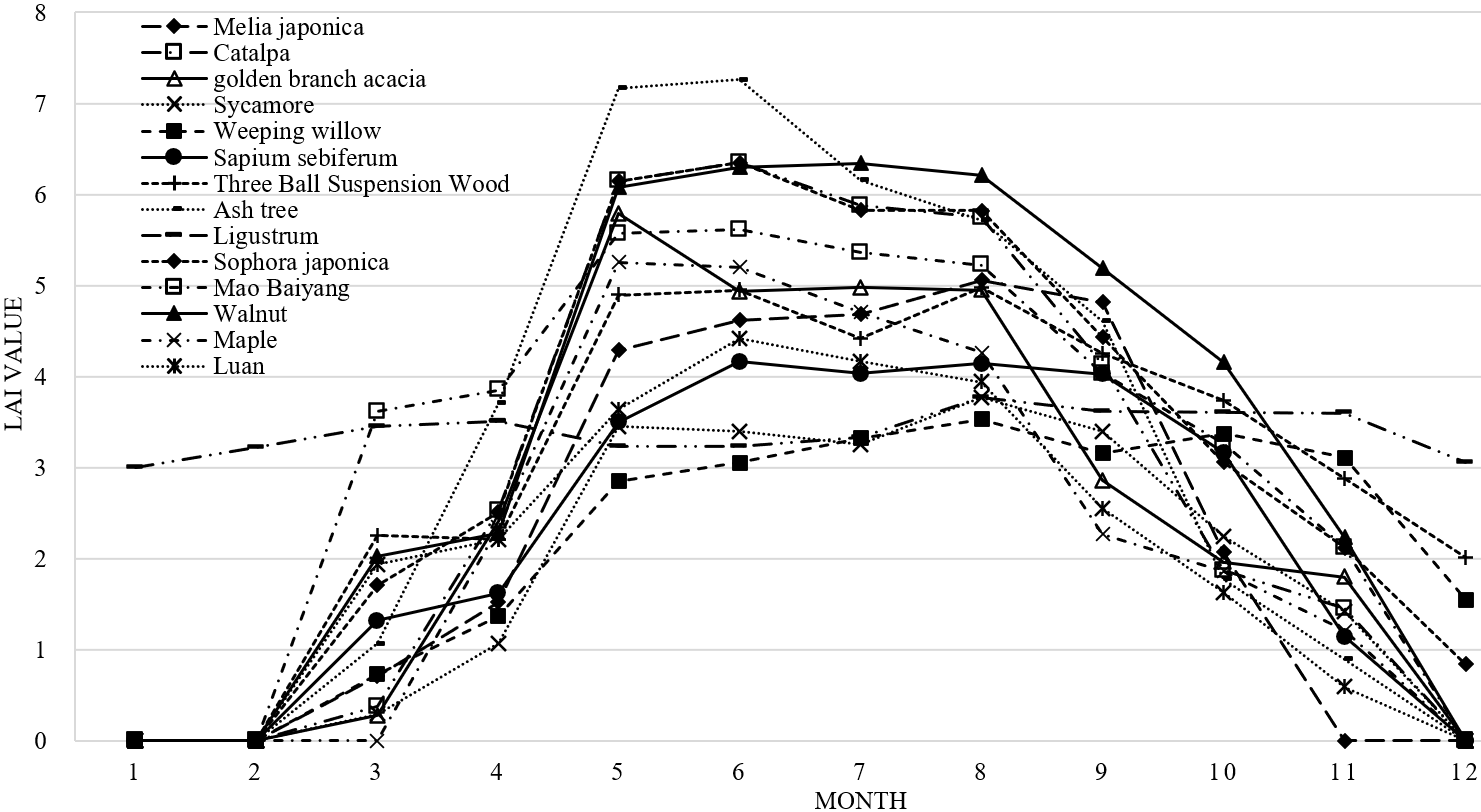 8
7
6
5
4
3
2
1
0
LAI VALUE
Melia japonica
Catalpa
golden branch acacia
Sycamore
Weeping willow
Sapium sebiferum
Three Ball Suspension Wood
Ash tree
Ligustrum
Sophora japonica
Mao Baiyang
Walnut
Maple
Luan
1 2 3 4 5 6 7 8 9 10 11 12
MONTH